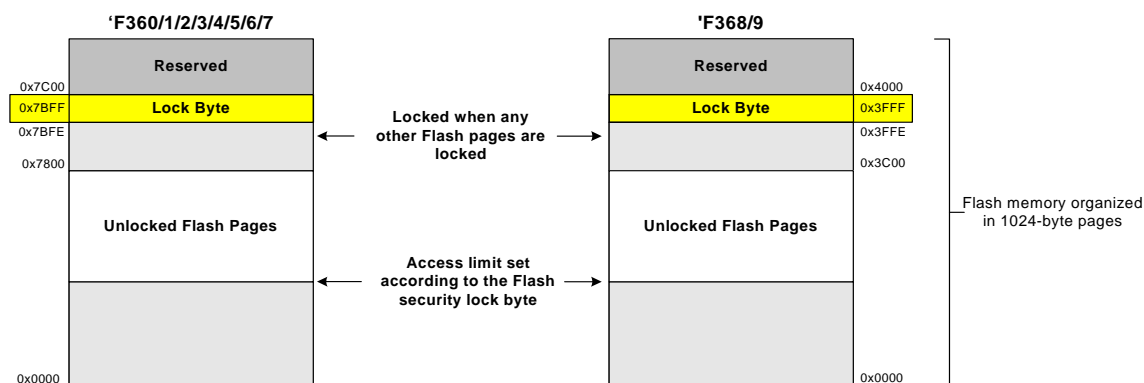 ‘F360/1/2/3/4/5/6/7
Reserved
0x7C00
0x7BFF
Lock Byte
0x7BFE
0x7800
Unlocked Flash Pages
0x0000
Locked when any
other Flash pages are
locked
Access limit set
according to the Flash
security lock byte
'F368/9
Reserved
0x4000
Lock Byte
0x3FFF
0x3FFE
0x3C00
Unlocked Flash Pages
0x0000
Flash memory organized
in 1024-byte pages